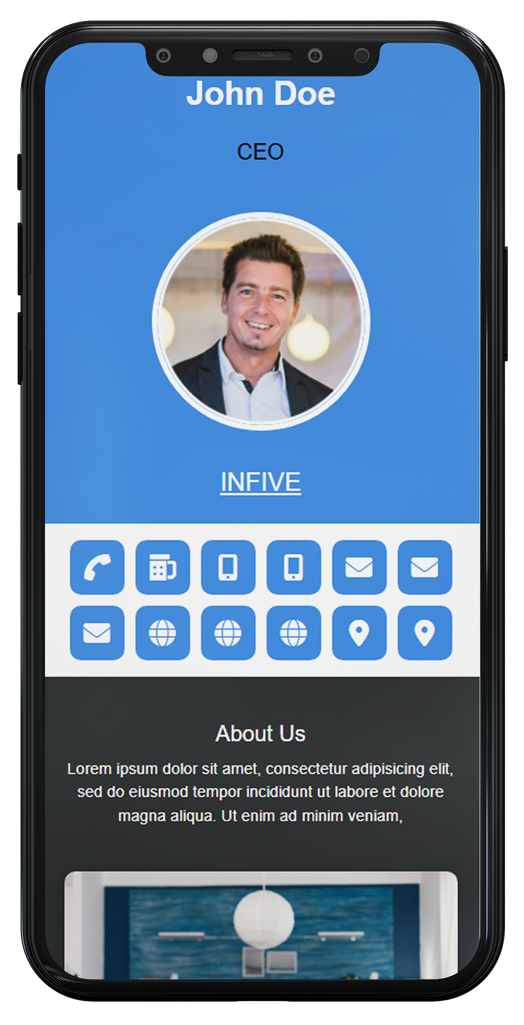 John Doe
CEO
INFIVE
About Us
Lorem ipsum dolor sit amet, consectetur adipisicing elit,
sed do eiusmod tempor incididunt ut labore et dolore
magna aliqua. Ut enim ad minim veniam,